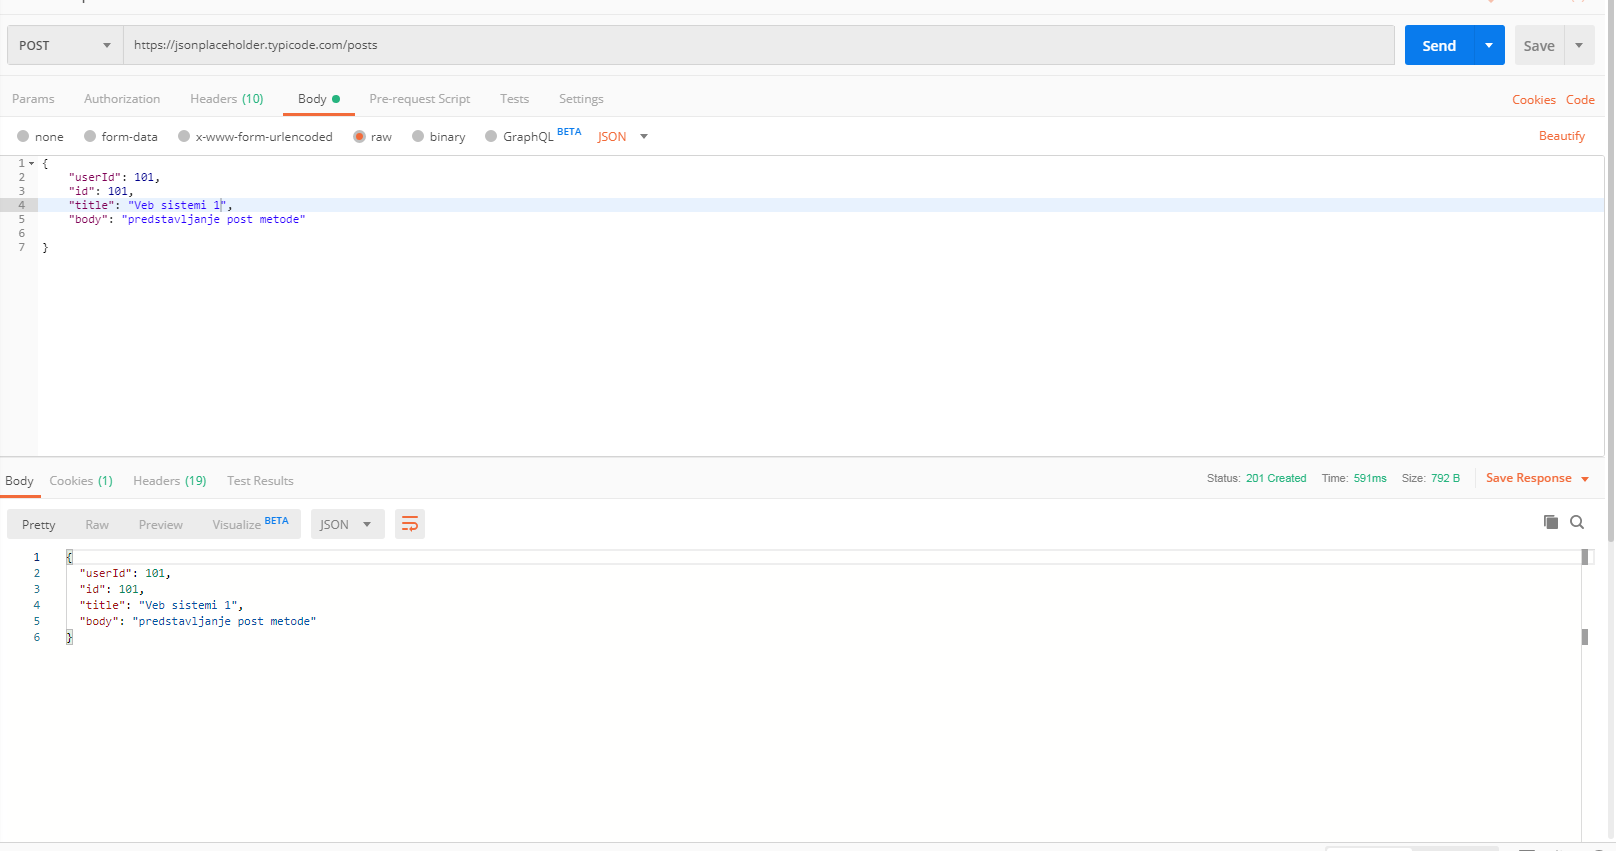 POST https://jsonplaceholder.typicode.com/posts Send Save
Params Authorization Headers (10) Body Pre-request Script Tests Settings Cookies Code
none form-data x-www-form-urlencoded raw binary GraphQL BETA JSON Beautify
1 {
2 "userId": 101,
3 "id": 101,
4 "title": "Veb sistemi 1",
5 "body": "predstavljanje post metode"
6
7 }
Body Cookies (1) Headers (19) Test Results Status: 201 Created Time: 591ms Size: 792 B Save Response
Pretty Raw Preview Visualize BETA JSON
1 {
2 "userId": 101,
3 "id": 101,
4 "title": "Veb sistemi 1",
5 "body": "predstavljanje post metode"
6 }